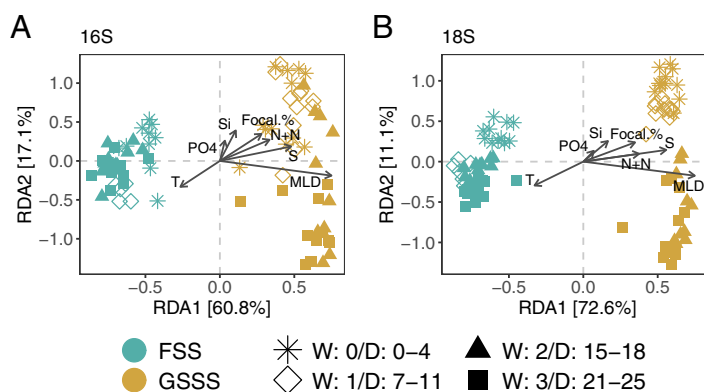 A
16S
RDA2 [17.1%]
1.0
0.5
0.0
−0.5
−1.0
Si
Focal.%
PO4
N+N
S
T
MLD
−0.5
0.0
0.5
RDA1 [60.8%]
B
18S
RDA2 [11.1%]
1.0
0.5
0.0
−0.5
−1.0
Si
Focal.%
PO4
S
N+N
T
MLD
−0.5
0.0
0.5
RDA1 [72.6%]
FSS
W: 0/D: 0−4
W: 2/D: 15−18
GSSS
W: 1/D: 7−11
W: 3/D: 21−25